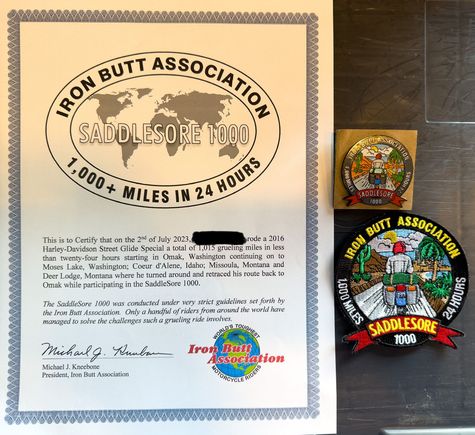 IRON BUTT ASSOCIATION
SADDLESORE 1000
1,000+ MILES IN 24 HOURS
This is to Certify that on the 2nd of July 2023, rode a 2016
Harley-Davidson Street Glide Special a total of 1,015 grueling miles in less
than twenty-four hours starting in Omak, Washington continuing on to
Moses Lake, Washington; Coeur d'Alene, Idaho; Missoula, Montana and
Deer Lodge, Montana where he turned around and retraced his route back to
Omak while participating in the SaddleSore 1000.
The SaddleSore 1000 was conducted under very strict guidelines set forth by
the Iron Butt Association. Only a handful of riders from around the world have
managed to solve the challenges such a grueling ride involves.
Michael J. Kneebone
Michael J. Kneebone
President, Iron Butt Association
WORLD'S TOUGHEST
Iron Butt
Association
MOTORCYCLE RIDERS
IRON BUTT ASSOCIATION
SADDLESORE
1000
IRON BUTT ASSOCIATION
1,000 MILES
24 HOURS
SADDLESORE
1000